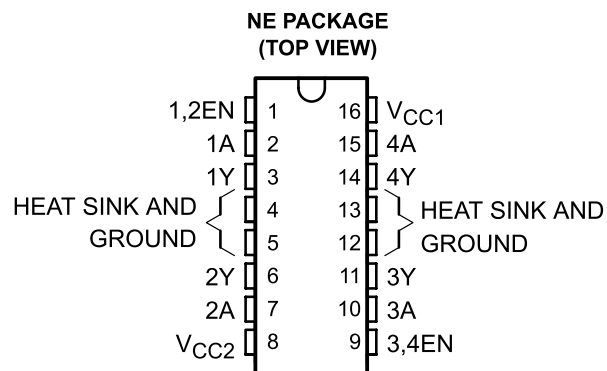 NE PACKAGE
(TOP VIEW)
1,2EN 1 16 VCC1
1A 2 15 4A
1Y 3 14 4Y
HEAT SINK AND 4 13 HEAT SINK AND
GROUND 5 12 GROUND
2Y 6 11 3Y
2A 7 10 3A
VCC2 8 9 3,4EN